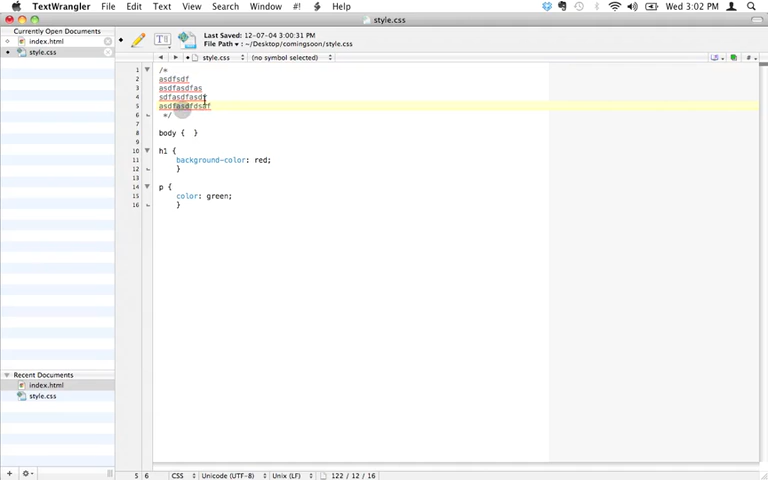 TextWrangler File Edit Text View Search Window #! Help Wed 3:02 PM
style.css
Currently Open Documents
index.html
style.css
Last Saved: 12-07-04 3:00:31 PM
File Path ▾ : ~/Desktop/comingsoon/style.css
style.css (no symbol selected)
1 /*
2 asdfsdf
3 asdfasdfas
4 sdfasdfasdf
5 asdfasdfdsdf
6 */
7
8 body { }
9
10 h1 {
11 background-color: red;
12 }
13
14 p {
15 color: green;
16 }
Recent Documents
index.html
style.css
5 6 CSS Unicode (UTF-8) Unix (LF) 122 / 12 / 16